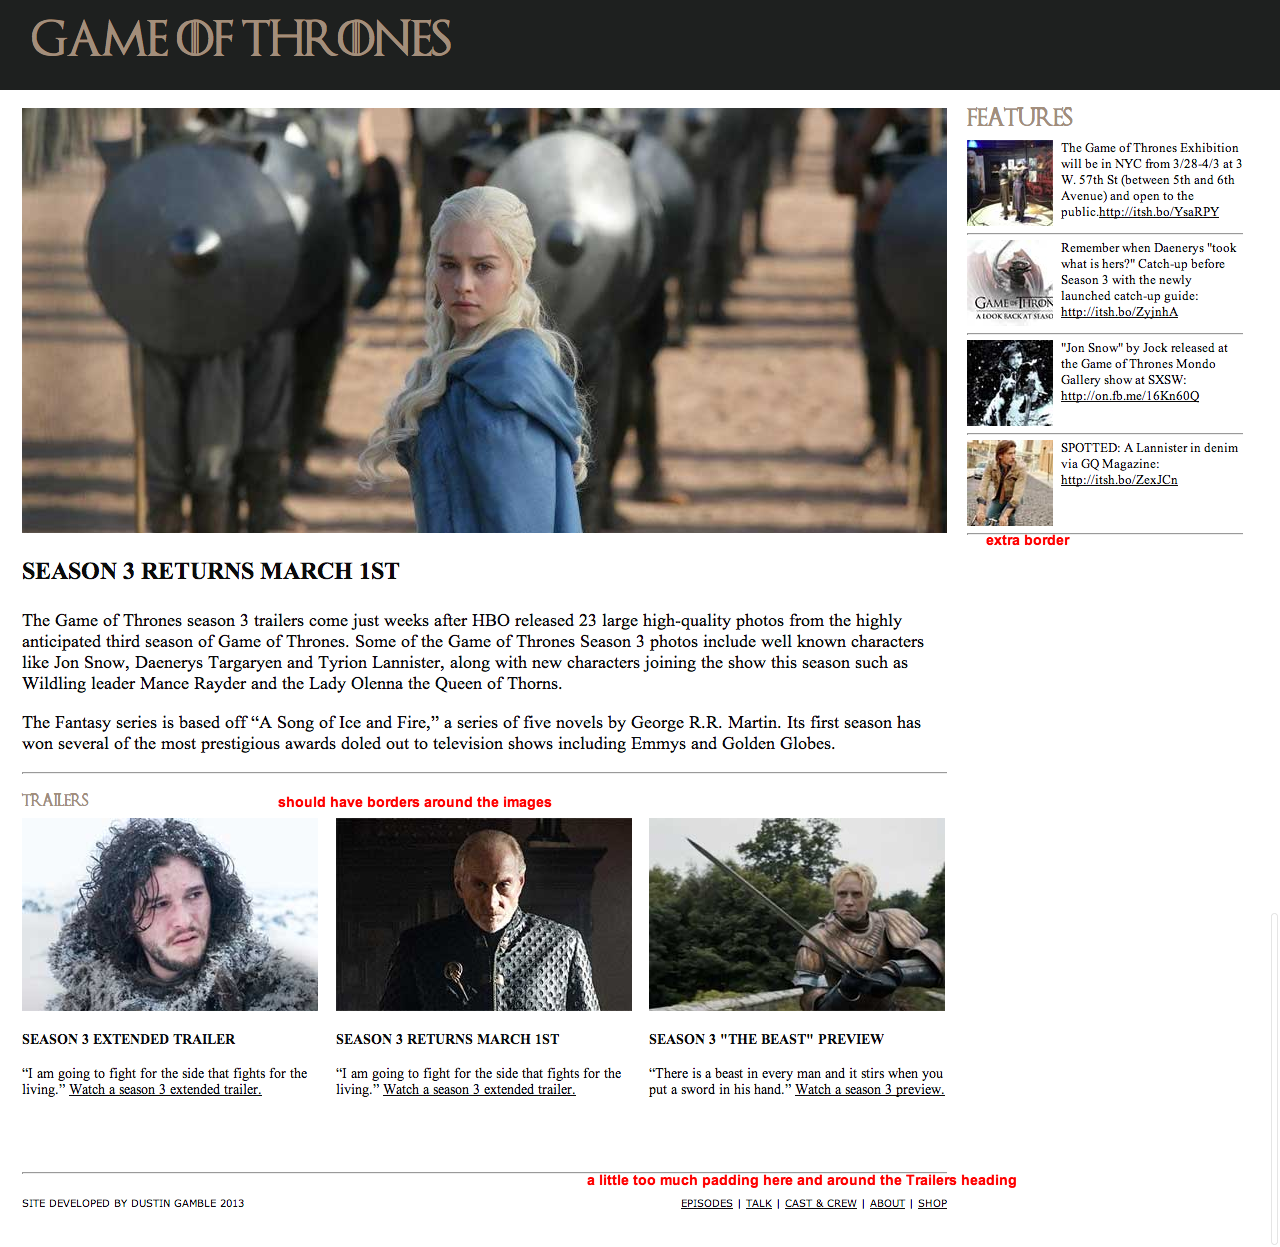 GAME OF THRONES
FEATURES
The Game of Thrones Exhibition
will be in NYC from 3/28-4/3 at 3
W. 57th St (between 5th and 6th
Avenue) and open to the
public.http://itsh.bo/YsaRPY
GAME OF THRON
A LOOK BACK AT SEASO
Remember when Daenerys "took
what is hers?" Catch-up before
Season 3 with the newly
launched catch-up guide:
http://itsh.bo/ZyjnhA
"Jon Snow" by Jock released at
the Game of Thrones Mondo
Gallery show at SXSW:
http://on.fb.me/16Kn60Q
SPOTTED: A Lannister in denim
via GQ Magazine:
http://itsh.bo/ZexJCn
extra border
SEASON 3 RETURNS MARCH 1ST
The Game of Thrones season 3 trailers come just weeks after HBO released 23 large high-quality photos from the highly
anticipated third season of Game of Thrones. Some of the Game of Thrones Season 3 photos include well known characters
like Jon Snow, Daenerys Targaryen and Tyrion Lannister, along with new characters joining the show this season such as
Wildling leader Mance Rayder and the Lady Olenna the Queen of Thorns.
The Fantasy series is based off “A Song of Ice and Fire,” a series of five novels by George R.R. Martin. Its first season has
won several of the most prestigious awards doled out to television shows including Emmys and Golden Globes.
TRAILERS
should have borders around the images
SEASON 3 EXTENDED TRAILER
“I am going to fight for the side that fights for the
living.” Watch a season 3 extended trailer.
SEASON 3 RETURNS MARCH 1ST
“I am going to fight for the side that fights for the
living.” Watch a season 3 extended trailer.
SEASON 3 "THE BEAST" PREVIEW
“There is a beast in every man and it stirs when you
put a sword in his hand.” Watch a season 3 preview.
a little too much padding here and around the Trailers heading
SITE DEVELOPED BY DUSTIN GAMBLE 2013
EPISODES | TALK | CAST & CREW | ABOUT | SHOP